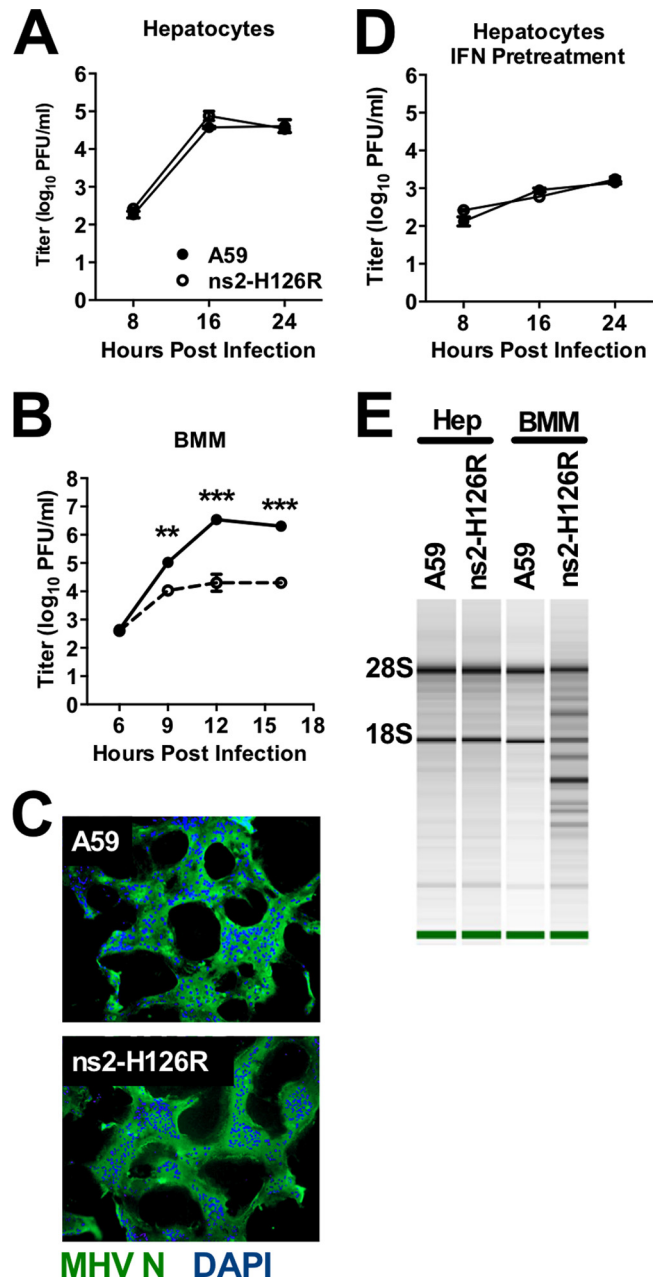 A
Hepatocytes
Titer (log10 PFU/ml)
6
5
4
3
2
1
0
A59
ns2-H126R
8 16 24
Hours Post Infection
D
Hepatocytes
IFN Pretreatment
Titer (log10 PFU/ml)
6
5
4
3
2
1
0
8 16 24
Hours Post Infection
B
BMM
Titer (log10 PFU/ml)
8
7
6
5
4
3
2
1
0
** *** ***
6 9 12 15 18
Hours Post Infection
E
Hep BMM
A59
ns2-H126R
A59
ns2-H126R
28S
18S
C
A59
ns2-H126R
MHV N DAPI